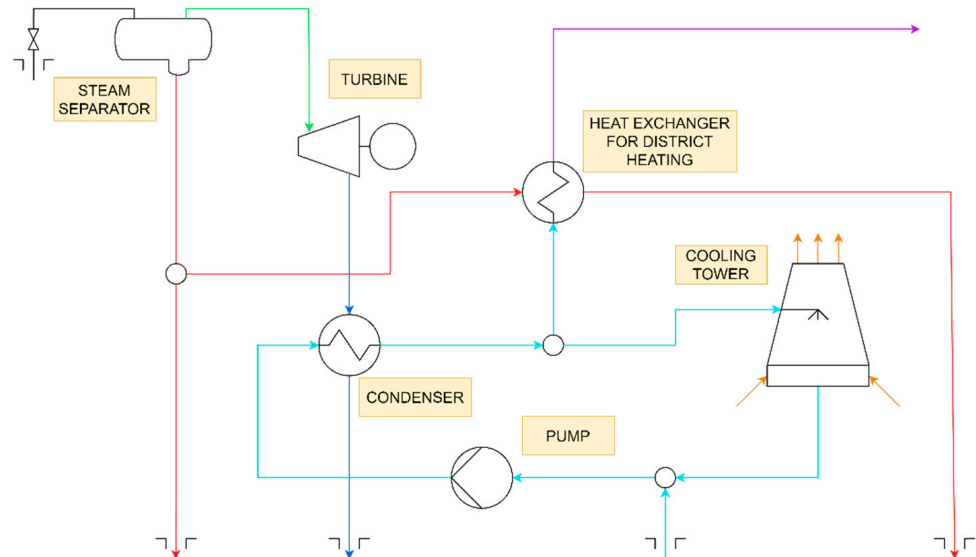 STEAM
SEPARATOR
TURBINE
HEAT EXCHANGER
FOR DISTRICT
HEATING
COOLING
TOWER
CONDENSER
PUMP